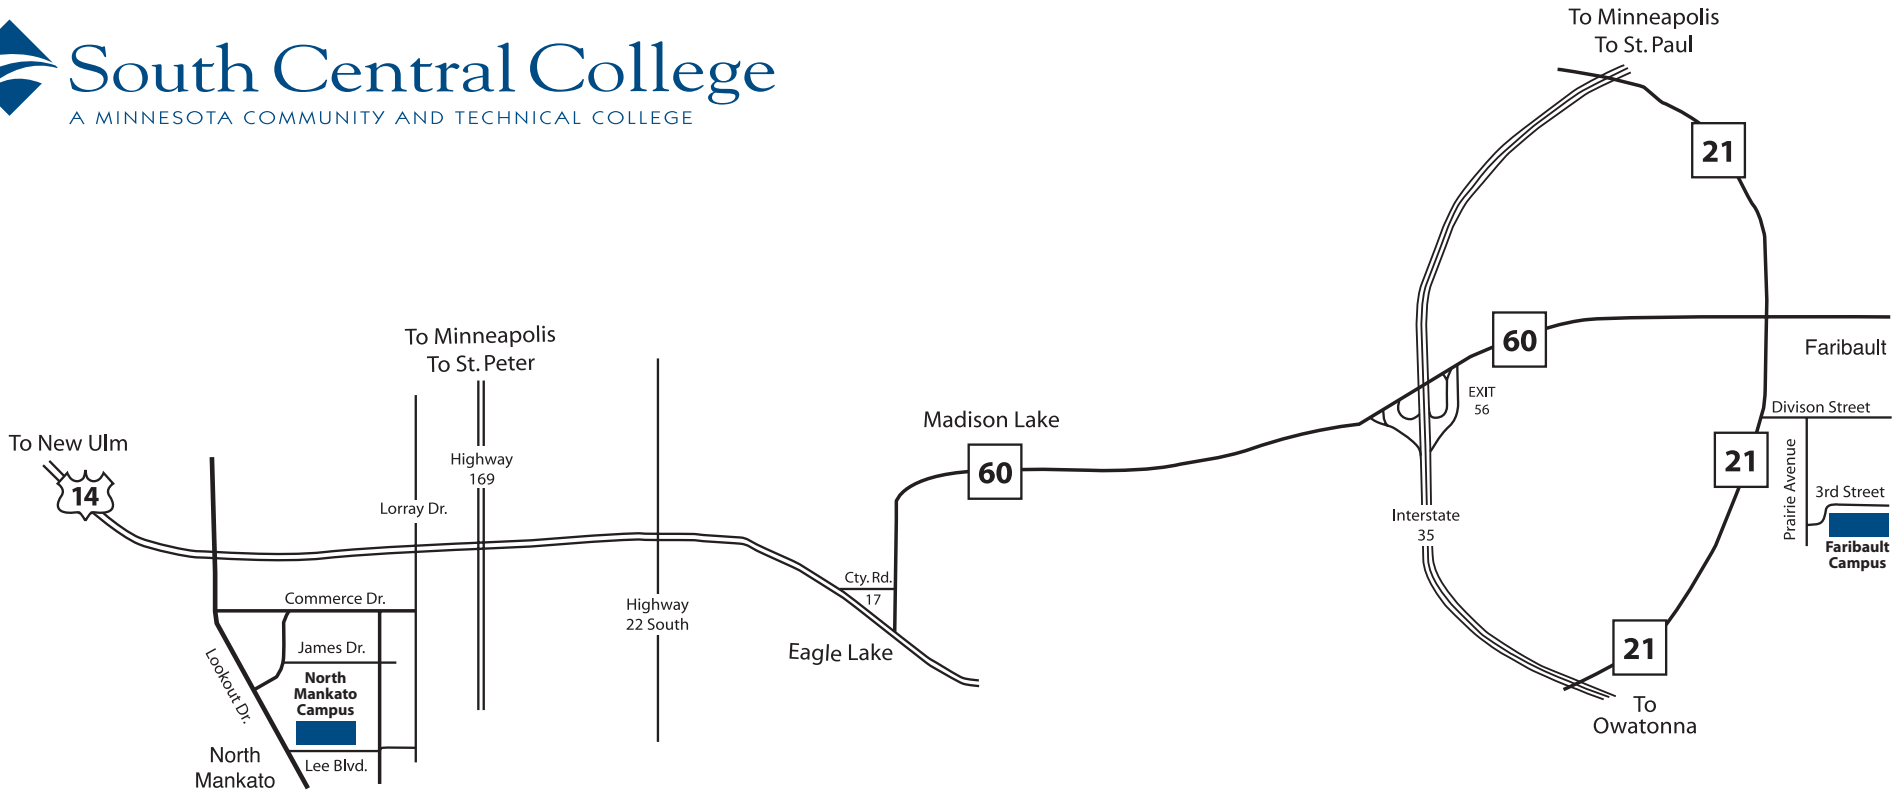 South Central College
A MINNESOTA COMMUNITY AND TECHNICAL COLLEGE
To Minneapolis
To St. Paul
21
60
Faribault
EXIT
56
To Minneapolis
To St. Peter
Madison Lake
60
Divison Street
To New Ulm
14
Highway
169
Lorray Dr.
21
Prairie Avenue
3rd Street
Interstate
35
Faribault
Campus
Cty. Rd.
17
Commerce Dr.
Highway
22 South
Eagle Lake
James Dr.
Lookout Dr.
North
Mankato
Campus
21
To
Owatonna
North
Mankato
Lee Blvd.